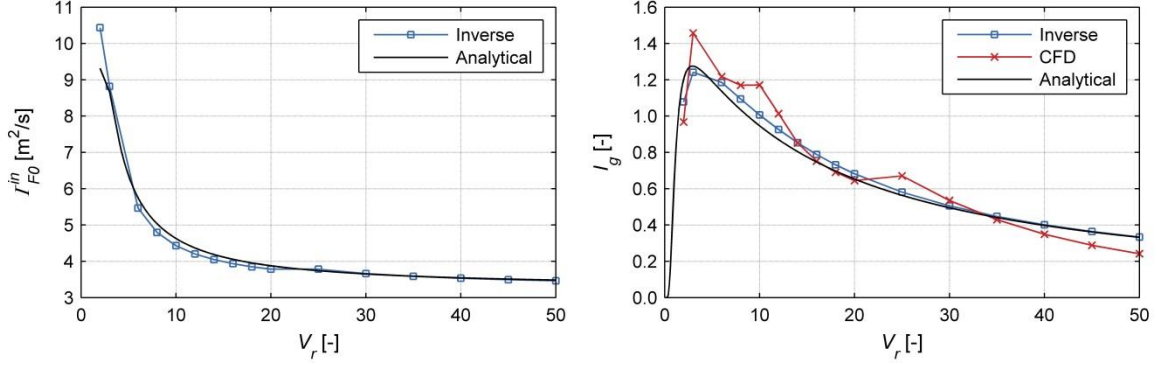 11
10
9
8
7
6
5
4
3
Γ^in_F0 [m²/s]
Inverse
Analytical
0 10 20 30 40 50
V_r [-]
1.6
1.4
1.2
1.0
0.8
0.6
0.4
0.2
0.0
I_g [-]
Inverse
CFD
Analytical
0 10 20 30 40 50
V_r [-]